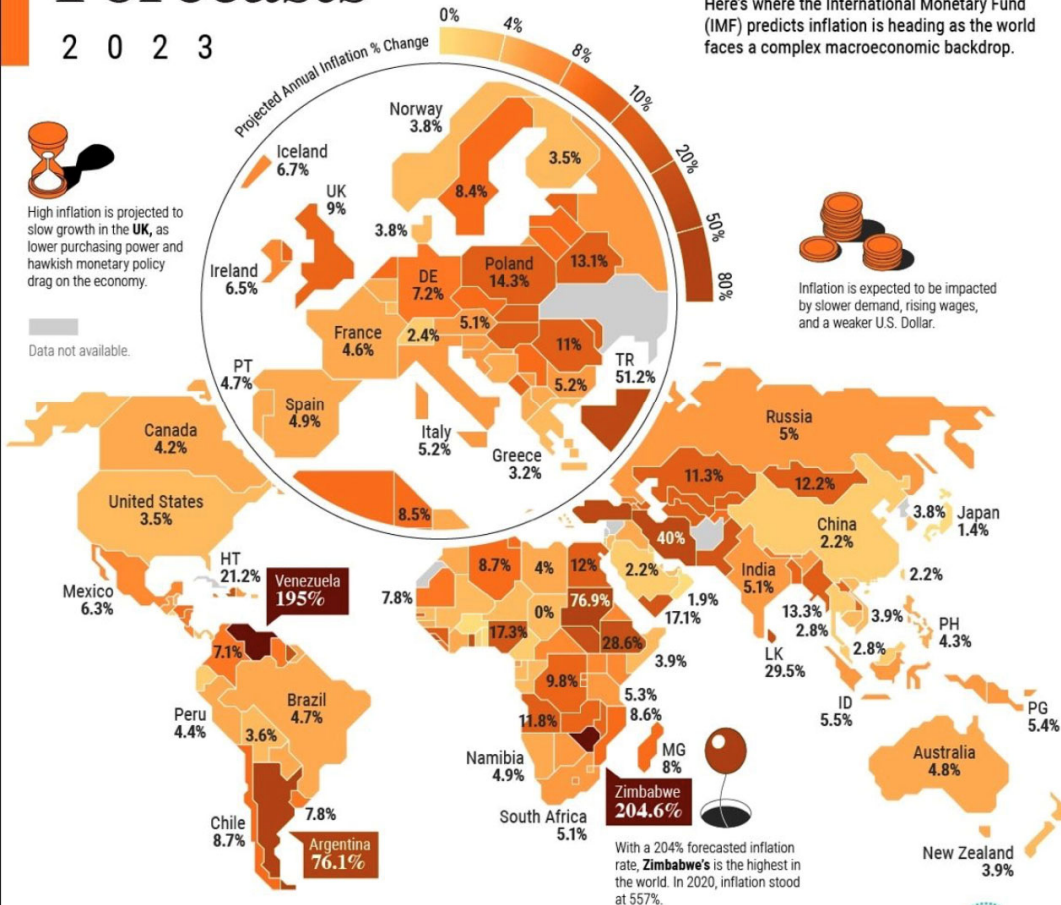 Forecasts
2 0 2 3
Here's where the International Monetary Fund
(IMF) predicts inflation is heading as the world
faces a complex macroeconomic backdrop.
Projected Annual Inflation % Change
0%
4%
8%
10%
20%
50%
80%
High inflation is projected to
slow growth in the UK, as
lower purchasing power and
hawkish monetary policy
drag on the economy.
Data not available.
Inflation is expected to be impacted
by slower demand, rising wages,
and a weaker U.S. Dollar.
Norway
3.8%
Iceland
6.7%
3.5%
8.4%
UK
9%
3.8%
Ireland
6.5%
DE
7.2%
Poland
14.3%
13.1%
France
4.6%
2.4%
5.1%
11%
5.2%
TR
51.2%
PT
4.7%
Spain
4.9%
Italy
5.2%
Greece
3.2%
8.5%
Canada
4.2%
United States
3.5%
Mexico
6.3%
HT
21.2%
Venezuela
195%
7.1%
Brazil
4.7%
Peru
4.4%
3.6%
Chile
8.7%
7.8%
Argentina
76.1%
Russia
5%
11.3%
12.2%
China
2.2%
3.8%
Japan
1.4%
40%
India
5.1%
2.2%
2.2%
1.9%
17.1%
13.3%
2.8%
3.9%
2.8%
PH
4.3%
LK
29.5%
ID
5.5%
PG
5.4%
7.8%
8.7%
4%
12%
0%
76.9%
17.3%
28.6%
3.9%
9.8%
5.3%
8.6%
11.8%
Namibia
4.9%
MG
8%
South Africa
5.1%
Zimbabwe
204.6%
With a 204% forecasted inflation
rate, Zimbabwe's is the highest in
the world. In 2020, inflation stood
at 557%.
Australia
4.8%
New Zealand
3.9%